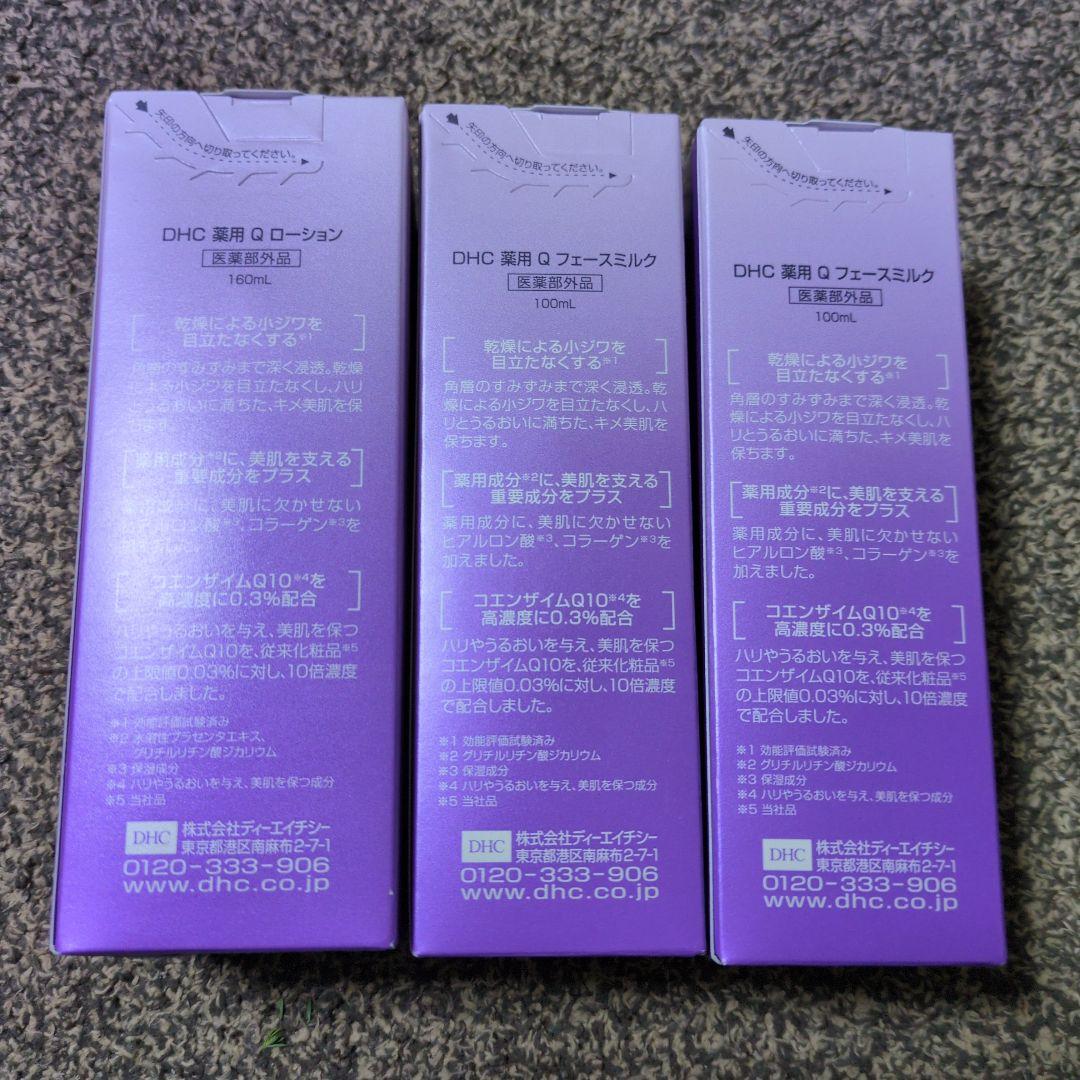 矢印の方向へ切り取ってください。
DHC 薬用 Q ローション
医薬部外品
160mL
乾燥による小ジワを
目立たなくする※1
角層のすみずみまで深く浸透。乾
燥による小ジワを目立たなくし、ハリ
とうるおいに満ちた、キメ美肌を保
ちます。
薬用成分※2に、美肌を支える
重要成分をプラス
薬用成分に、美肌に欠かせない
ヒアルロン酸※3、コラーゲン※3を
コエンザイムQ10※4を
高濃度に0.3%配合
ハリやうるおいを与え、美肌を保つ
コエンザイムQ10を、従来化粧品※5
の上限値0.03%に対し、10倍濃度
で配合しました。
※1 効能評価試験済み
※2 水溶性プラセンタエキス、
グリチルリチン酸ジカリウム
※3 保湿成分
※4 ハリやうるおいを与え、美肌を保つ成分
※5 当社品
DHC 株式会社ディーエイチシー
東京都港区南麻布2-7-1
0120-333-906
www.dhc.co.jp
矢印の方向へ切り取ってください。
DHC 薬用 Q フェースミルク
医薬部外品
100mL
乾燥による小ジワを
目立たなくする※1
角層のすみずみまで深く浸透。乾
燥による小ジワを目立たなくし、ハ
リとうるおいに満ちた、キメ美肌を
保ちます。
薬用成分※2に、美肌を支える
重要成分をプラス
薬用成分に、美肌に欠かせない
ヒアルロン酸※3、コラーゲン※3を
加えました。
コエンザイムQ10※4を
高濃度に0.3%配合
ハリやうるおいを与え、美肌を保つ
コエンザイムQ10を、従来化粧品※5
の上限値0.03%に対し、10倍濃度
で配合しました。
※1 効能評価試験済み
※2 グリチルリチン酸ジカリウム
※3 保湿成分
※4 ハリやうるおいを与え、美肌を保つ成分
※5 当社品
DHC 株式会社ディーエイチシー
東京都港区南麻布2-7-1
0120-333-906
www.dhc.co.jp
矢印の方向へ切り取ってください。
DHC 薬用 Q フェースミルク
医薬部外品
100mL
乾燥による小ジワを
目立たなくする※1
角層のすみずみまで深く浸透。乾
燥による小ジワを目立たなくし、ハ
リとうるおいに満ちた、キメ美肌を
保ちます。
薬用成分※2に、美肌を支える
重要成分をプラス
薬用成分に、美肌に欠かせない
ヒアルロン酸※3、コラーゲン※3を
加えました。
コエンザイムQ10※4を
高濃度に0.3%配合
ハリやうるおいを与え、美肌を保つ
コエンザイムQ10を、従来化粧品※5
の上限値0.03%に対し、10倍濃度
で配合しました。
※1 効能評価試験済み
※2 グリチルリチン酸ジカリウム
※3 保湿成分
※4 ハリやうるおいを与え、美肌を保つ成分
※5 当社品
DHC 株式会社ディーエイチシー
東京都港区南麻布2-7-1
0120-333-906
www.dhc.co.jp